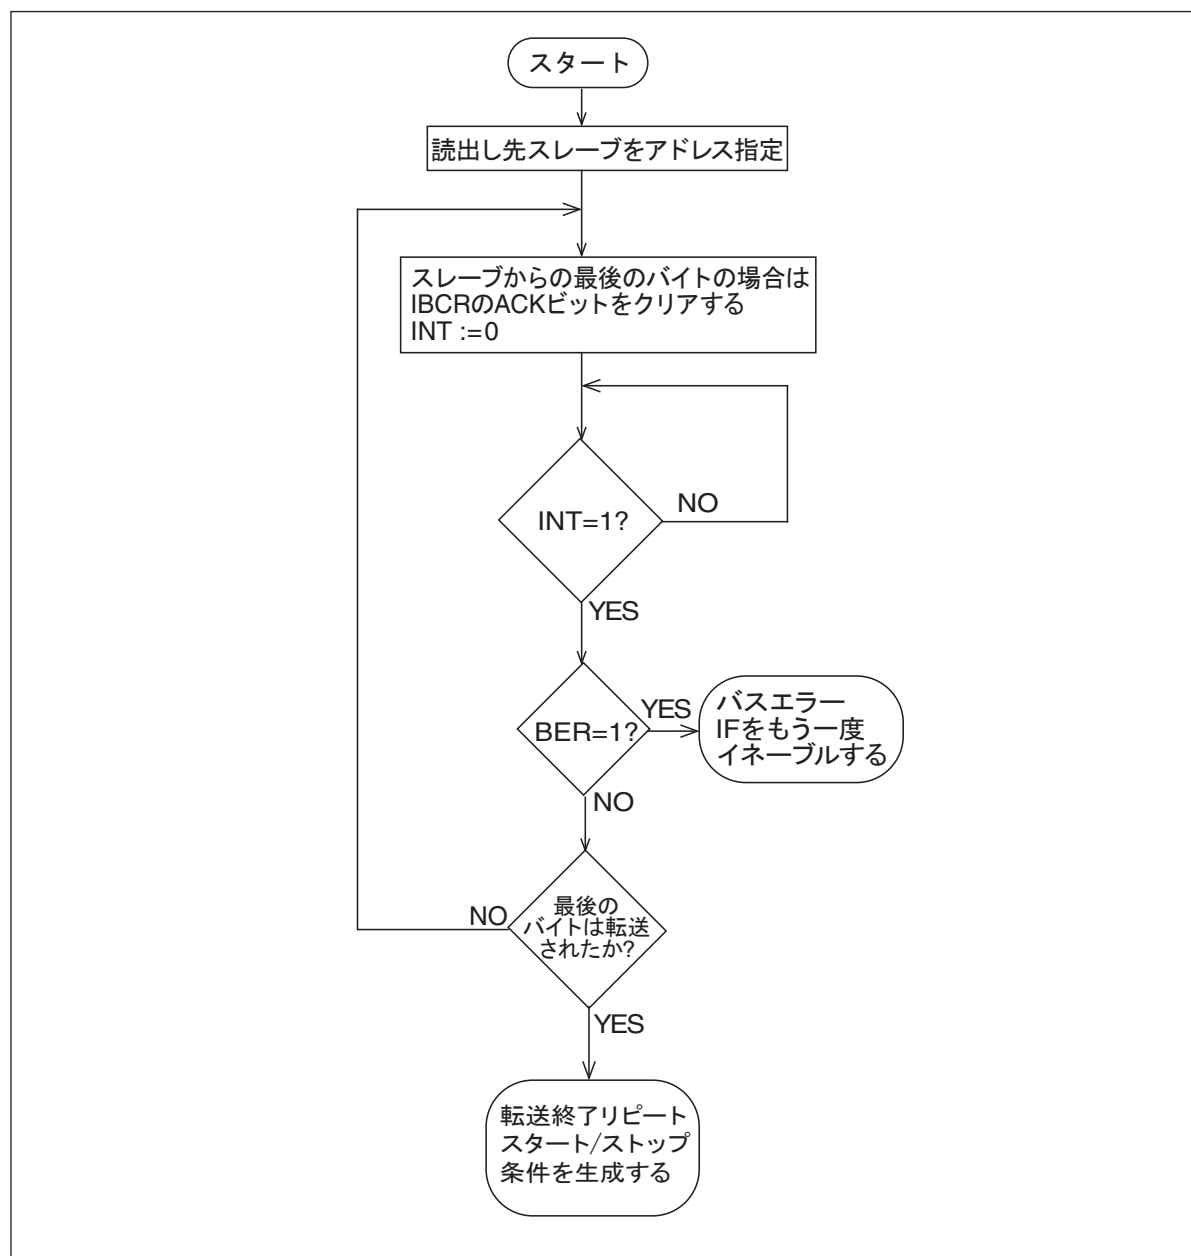 スタート
読出し先スレーブをアドレス指定
スレーブからの最後のバイトの場合は
IBCRのACKビットをクリアする
INT :=0
INT=1?
NO
YES
BER=1?
YES
バスエラー
IFをもう一度
イネーブルする
NO
最後の
バイトは転送
されたか?
NO
YES
転送終了リピート
スタート/ストップ
条件を生成する